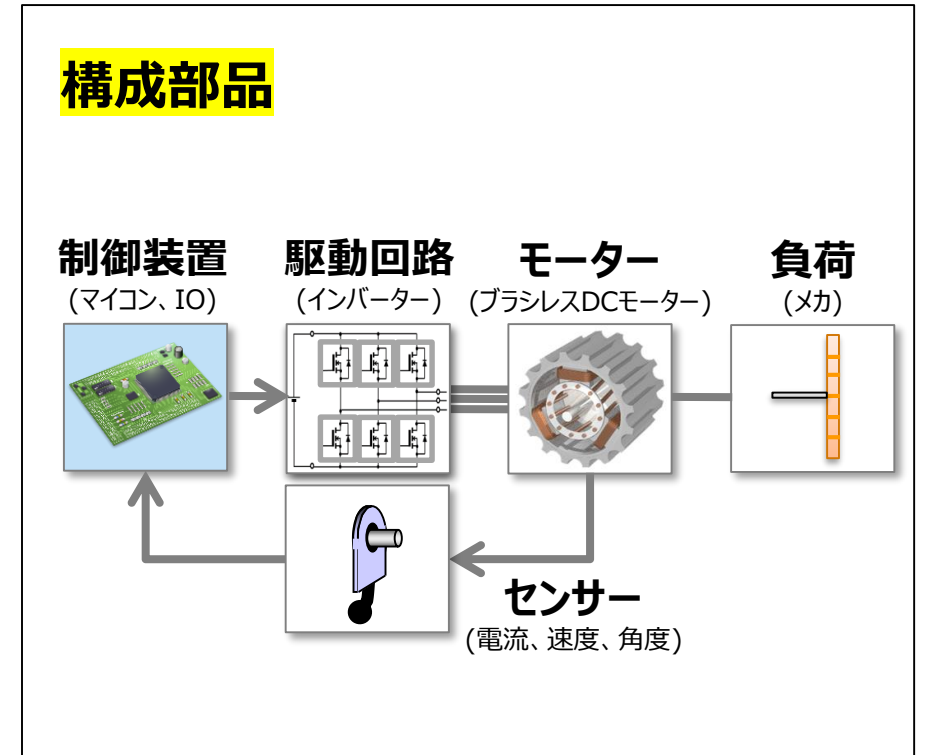 構成部品
制御装置
(マイコン、IO)
駆動回路
(インバーター)
モーター
(ブラシレスDCモーター)
負荷
(メカ)
センサー
(電流、速度、角度)